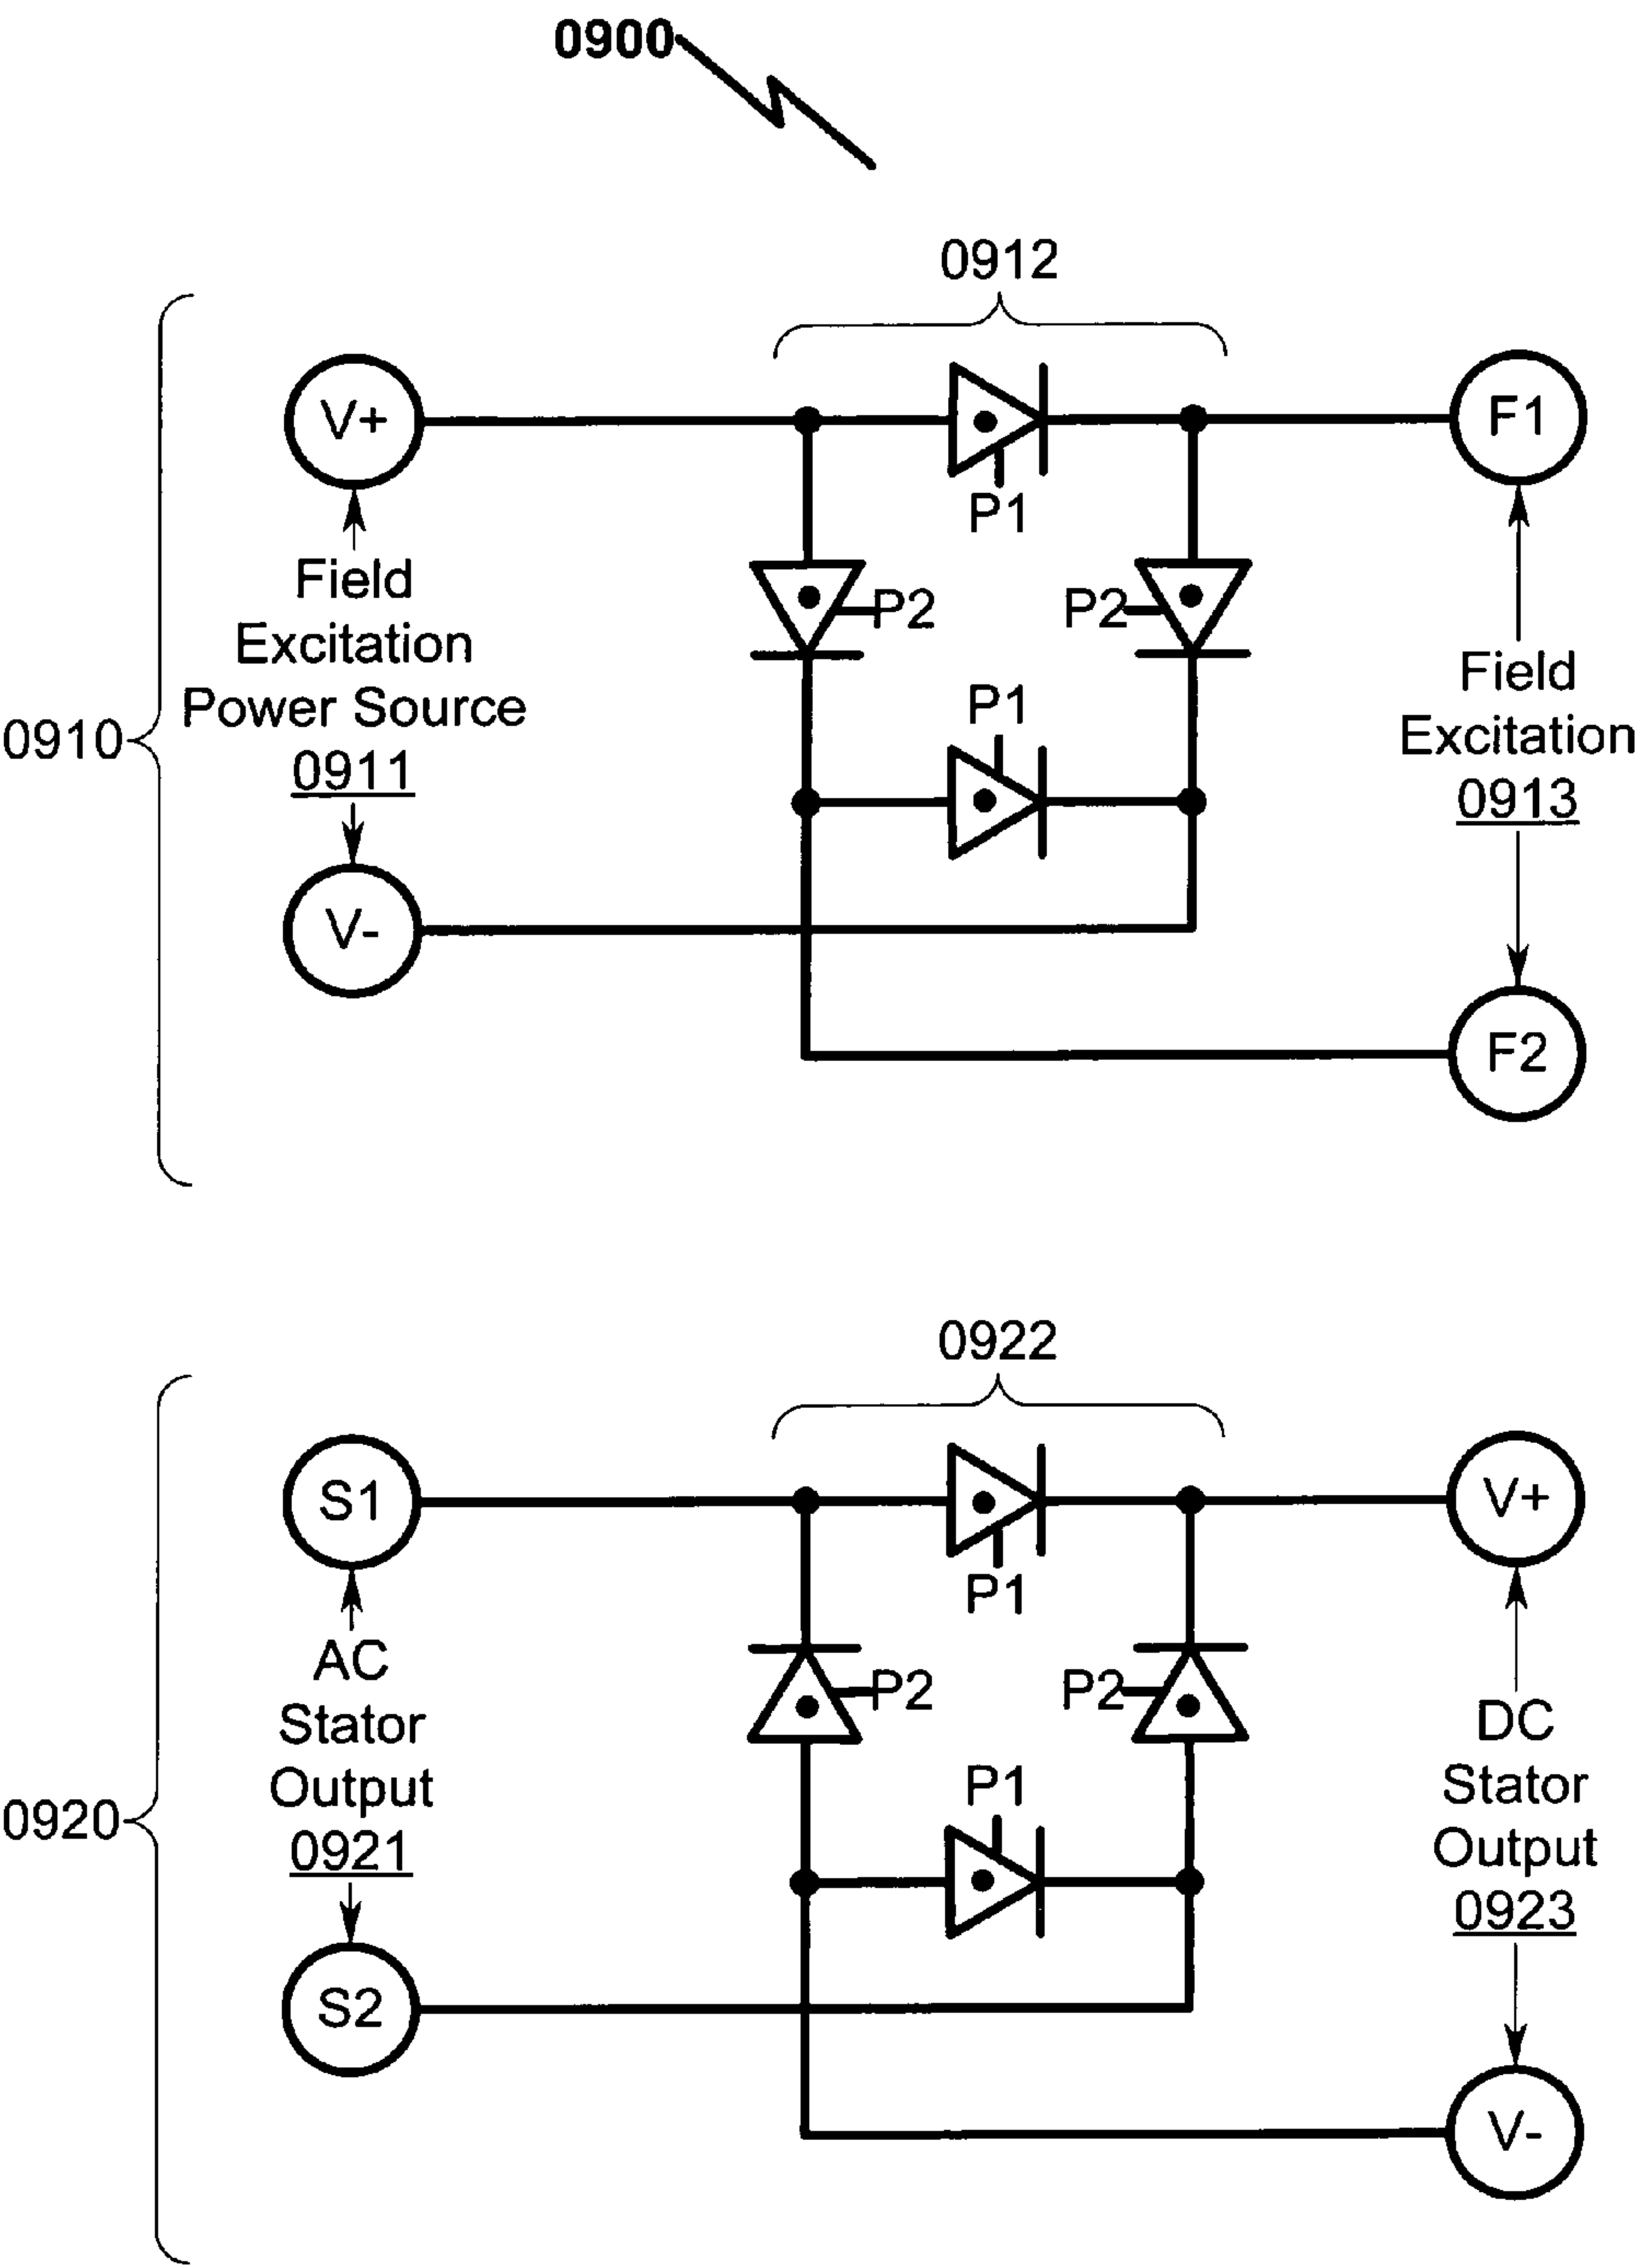 0900
0912
V+
F1
P1
Field
Excitation
Power Source
0911
P2
P2
0910
P1
Field
Excitation
0913
V-
F2
0922
S1
V+
P1
AC
Stator
Output
0921
P2
P2
0920
P1
DC
Stator
Output
0923
S2
V-